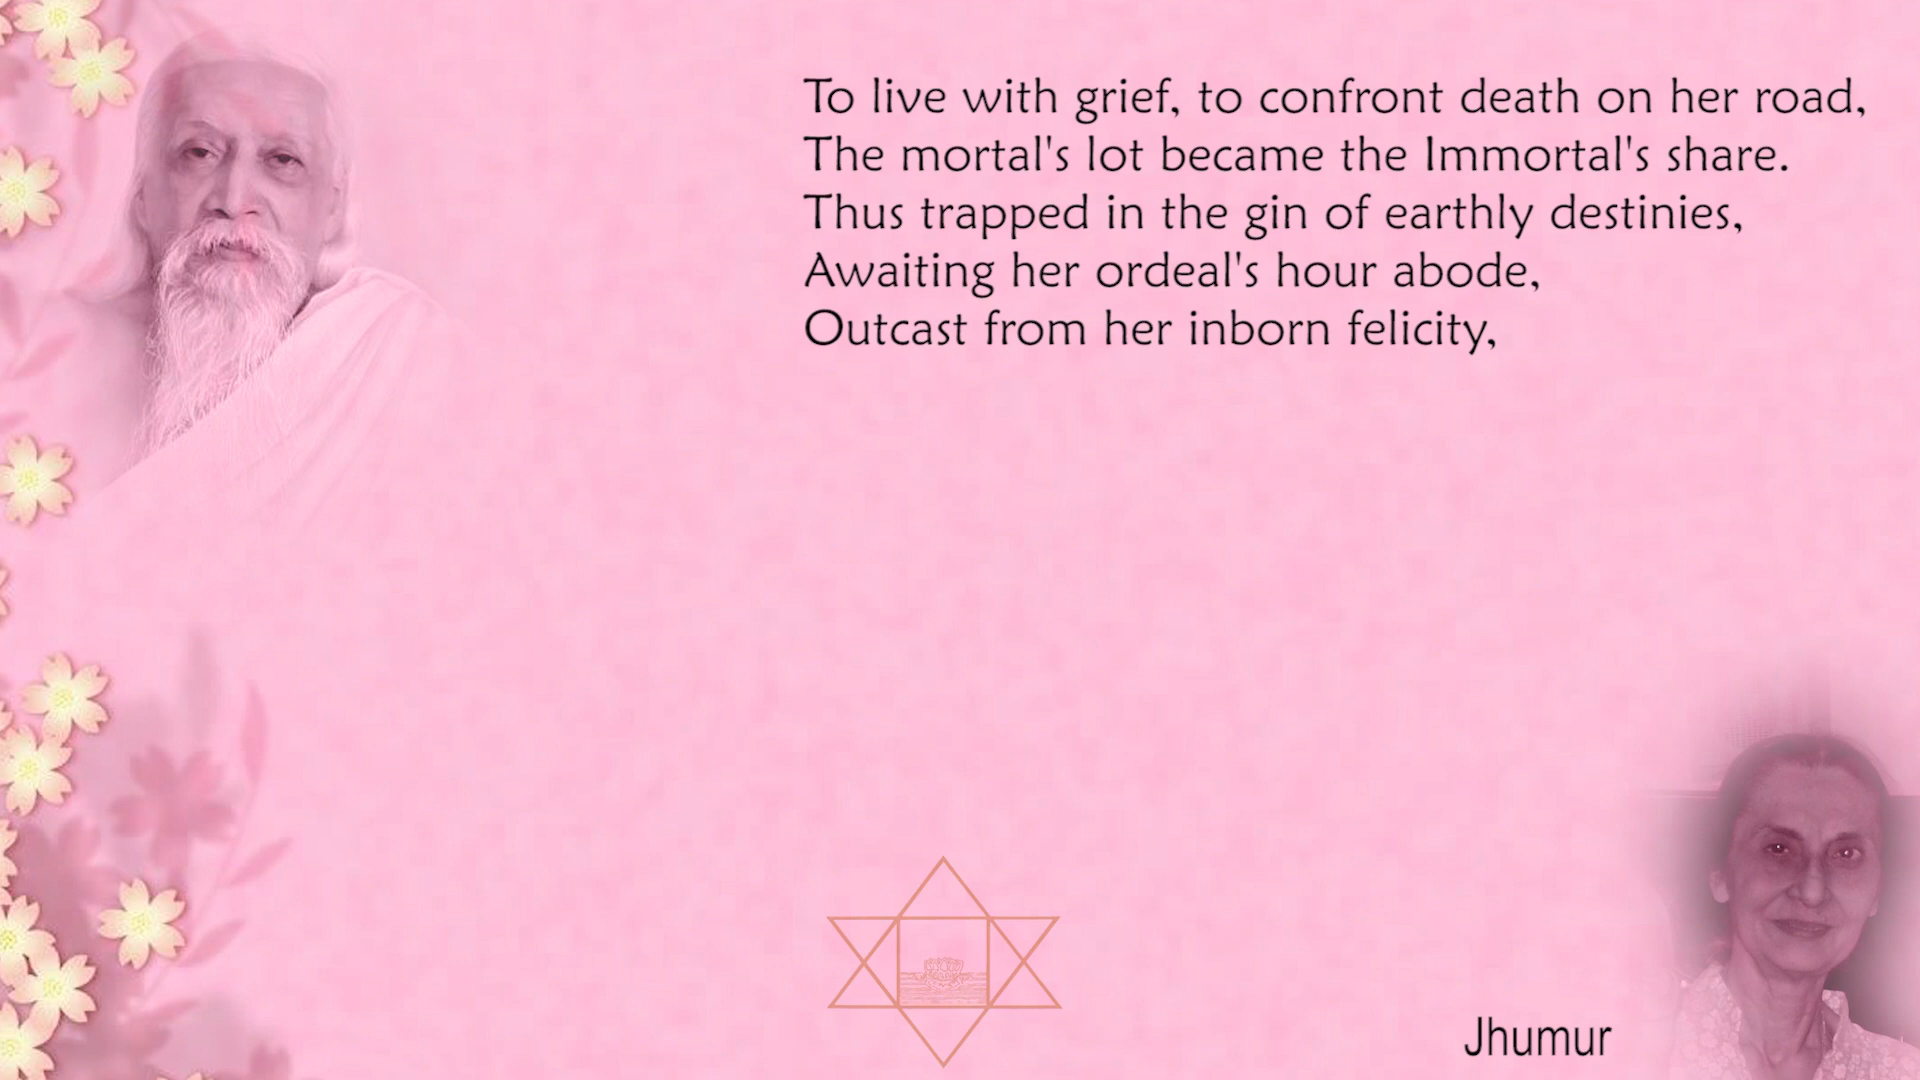 To live with grief, to confront death on her road,
The mortal's lot became the Immortal's share.
Thus trapped in the gin of earthly destinies,
Awaiting her ordeal's hour abode,
Outcast from her inborn felicity,
Jhumur